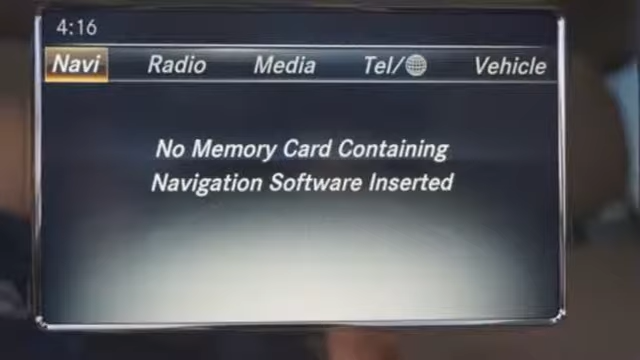 4:16
Navi Radio Media Tel/ Vehicle
No Memory Card Containing
Navigation Software Inserted